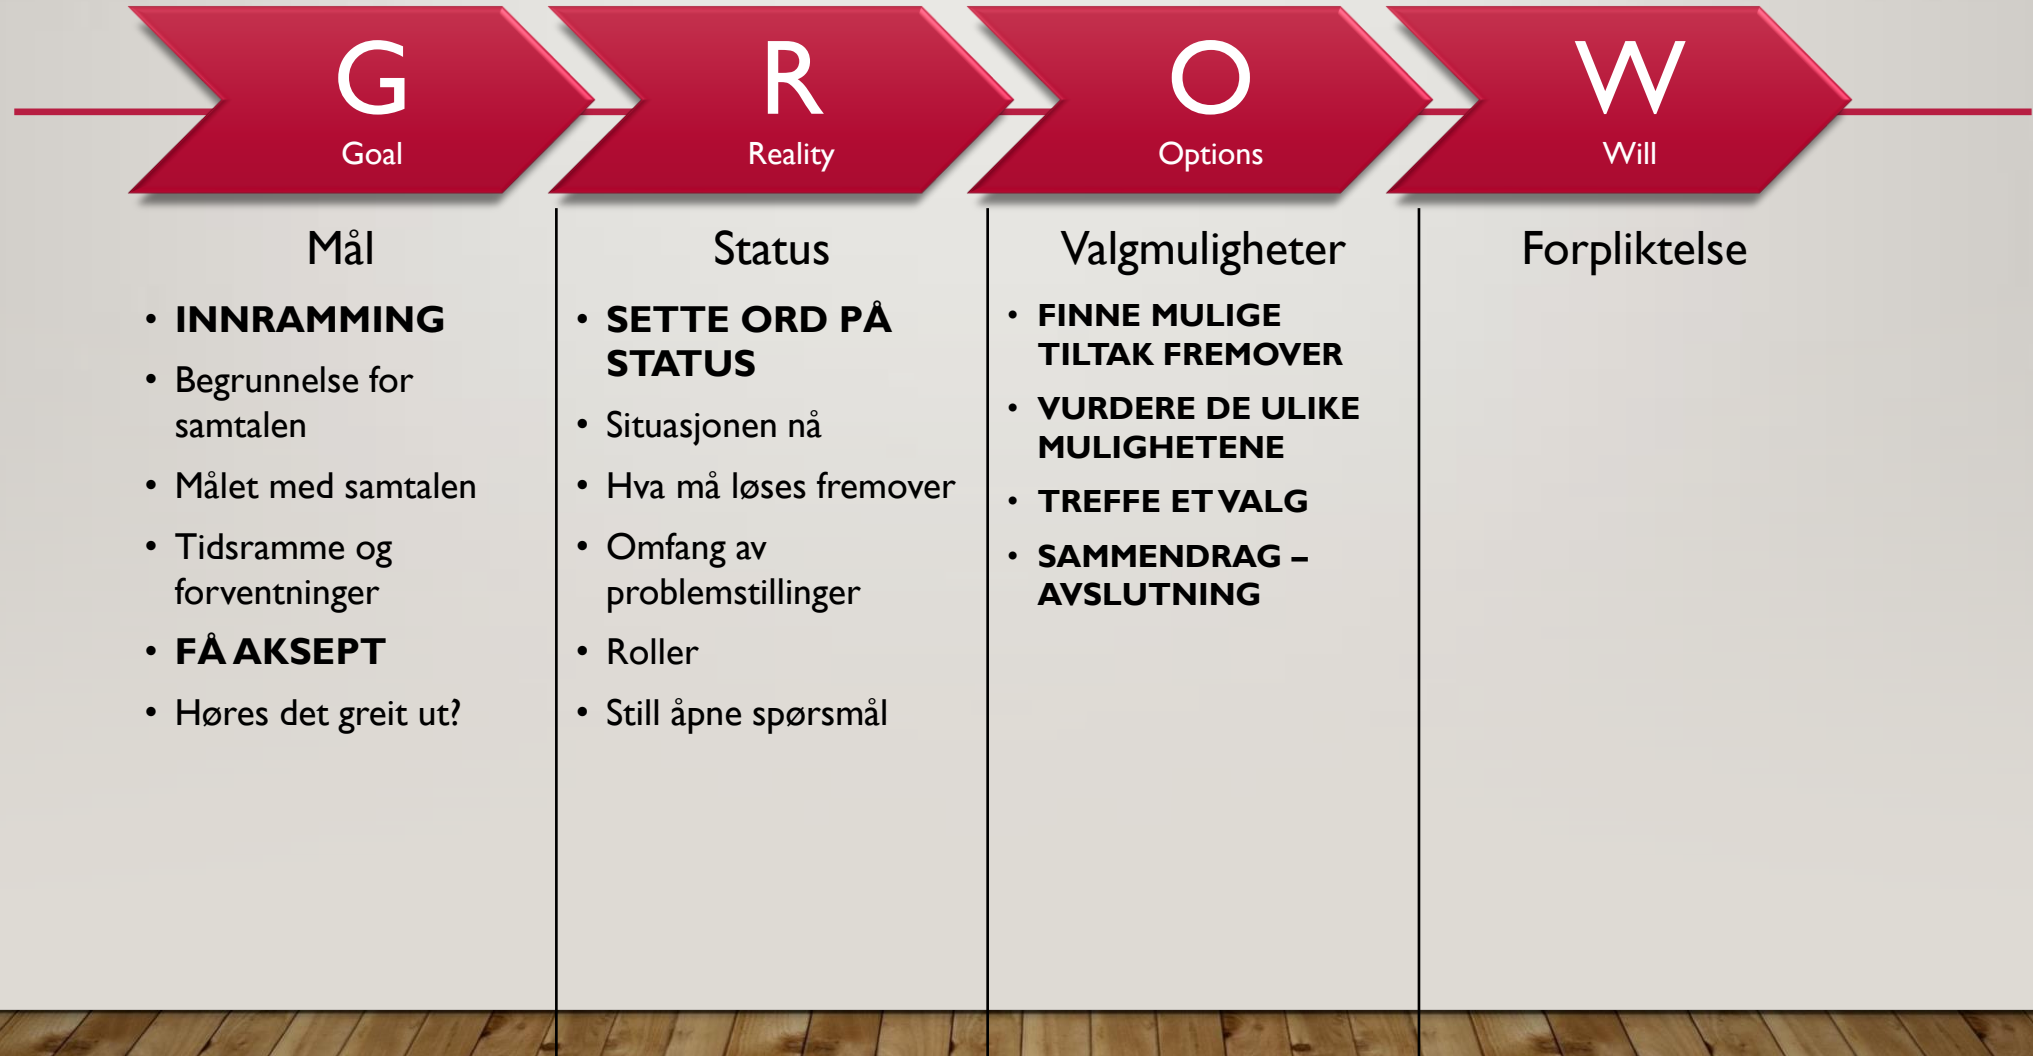 G
Goal
R
Reality
O
Options
W
Will
Mål
• INNRAMMING
• Begrunnelse for
samtalen
• Målet med samtalen
• Tidsramme og
forventninger
• FÅ AKSEPT
• Høres det greit ut?
Status
• SETTE ORD PÅ
STATUS
• Situasjonen nå
• Hva må løses fremover
• Omfang av
problemstillinger
• Roller
• Still åpne spørsmål
Valgmuligheter
• FINNE MULIGE
TILTAK FREMOVER
• VURDERE DE ULIKE
MULIGHETENE
• TREFFE ET VALG
• SAMMENDRAG –
AVSLUTNING
Forpliktelse